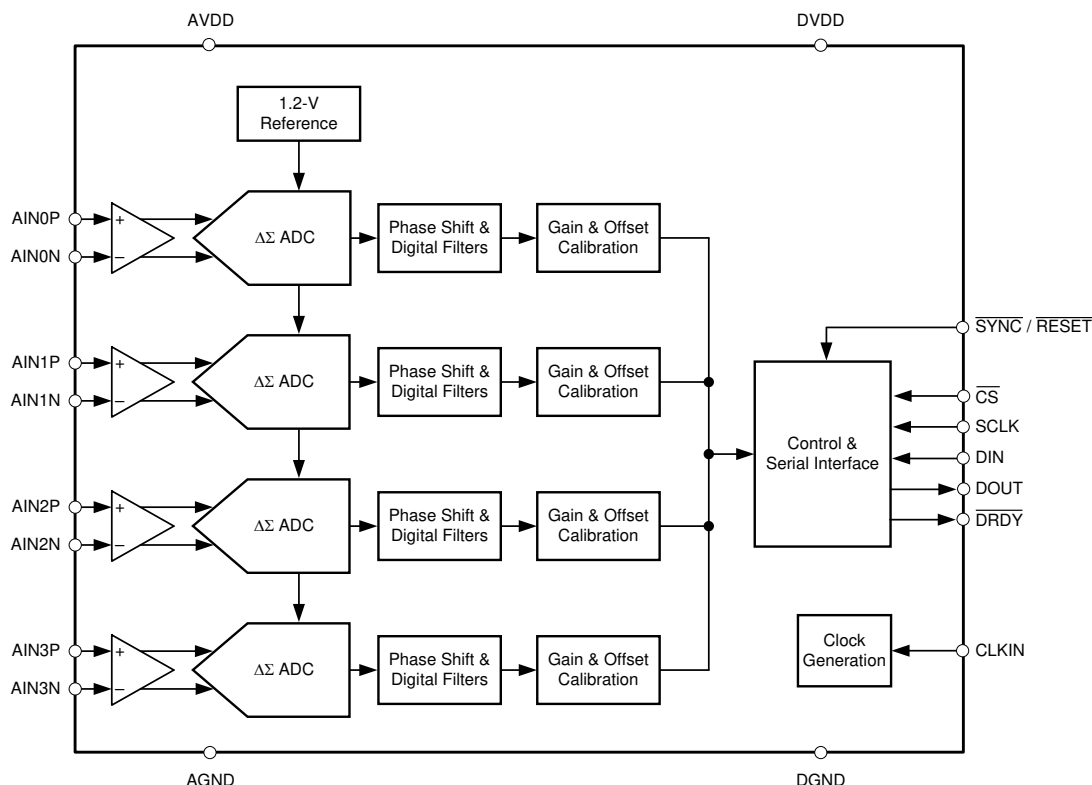 AVDD
DVDD
1.2-V
Reference
AIN0P
+
AIN0N
−
ΔΣ ADC
Phase Shift &
Digital Filters
Gain & Offset
Calibration
SYNC / RESET
AIN1P
+
AIN1N
−
ΔΣ ADC
Phase Shift &
Digital Filters
Gain & Offset
Calibration
Control &
Serial Interface
CS
SCLK
DIN
DOUT
DRDY
AIN2P
+
AIN2N
−
ΔΣ ADC
Phase Shift &
Digital Filters
Gain & Offset
Calibration
AIN3P
+
AIN3N
−
ΔΣ ADC
Phase Shift &
Digital Filters
Gain & Offset
Calibration
Clock
Generation
CLKIN
AGND
DGND